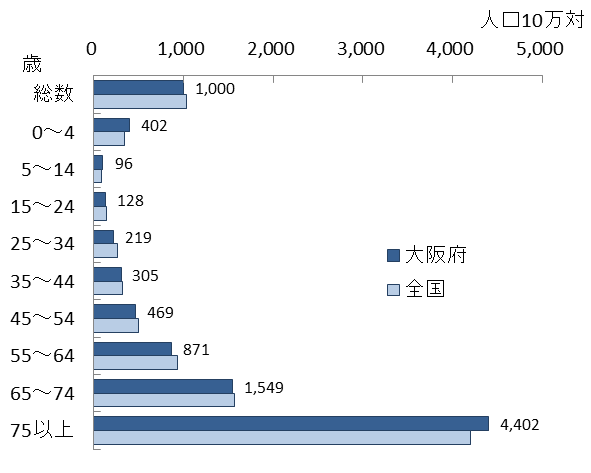 人口10万対
0 1,000 2,000 3,000 4,000 5,000
歳
総数 1,000
0～4 402
5～14 96
15～24 128
25～34 219
35～44 305
45～54 469
55～64 871
65～74 1,549
75以上 4,402
大阪府
全国